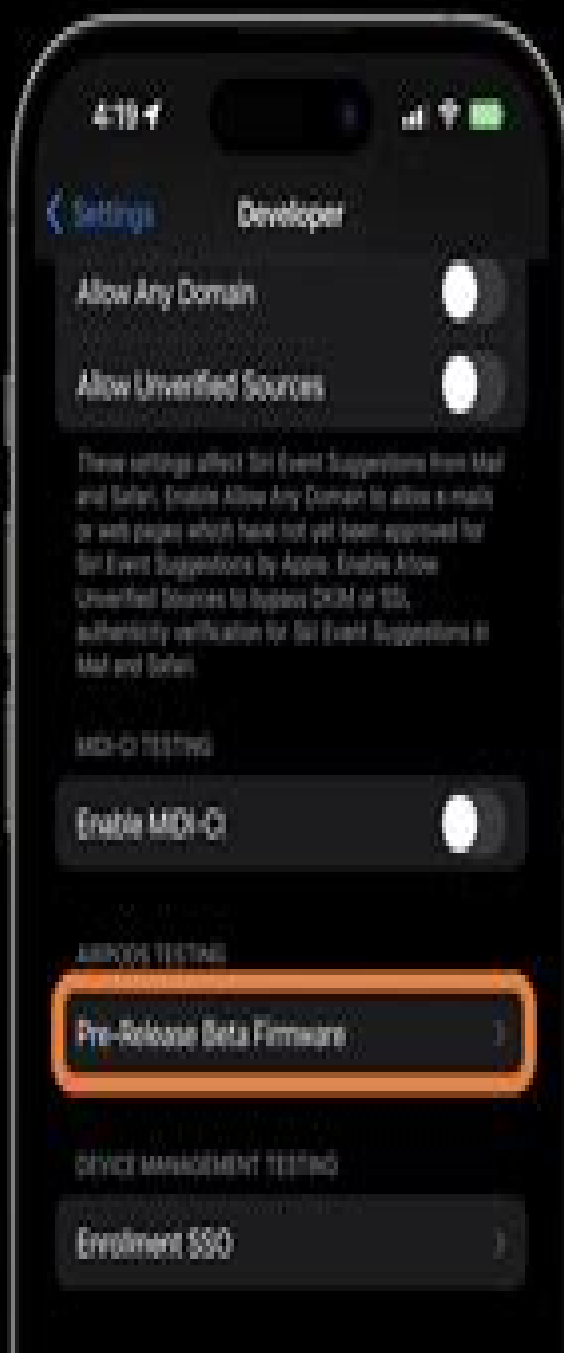 4:19
Settings
Developer
Allow Any Domain
Allow Unverified Sources
These settings affect Siri Event Suggestions from Mail
and Safari. Enable Allow Any Domain to allow e-mails
or web pages which have not yet been approved for
Siri Event Suggestions by Apple. Enable Allow
Unverified Sources to bypass DKIM or SSL
authenticity verification for Siri Event Suggestions in
Mail and Safari.
MIDI-CI TESTING
Enable MIDI-CI
AIRPODS TESTING
Pre-Release Beta Firmware
DEVICE MANAGEMENT TESTING
Enrollment SSO